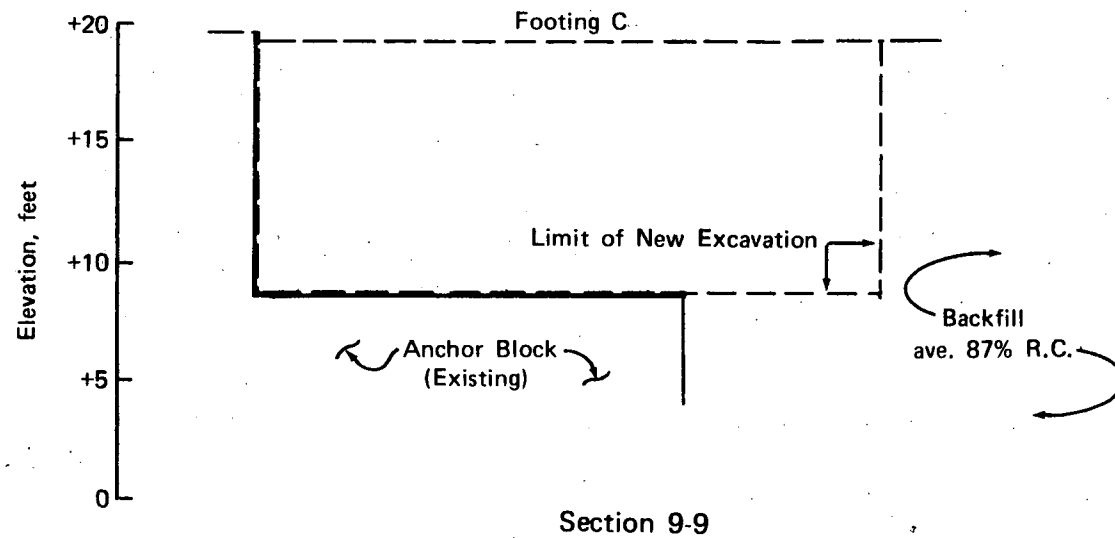 +20
Footing C
+15
Elevation, feet
Limit of New Excavation
+10
Backfill
ave. 87% R.C.
Anchor Block
(Existing)
+5
0
Section 9-9